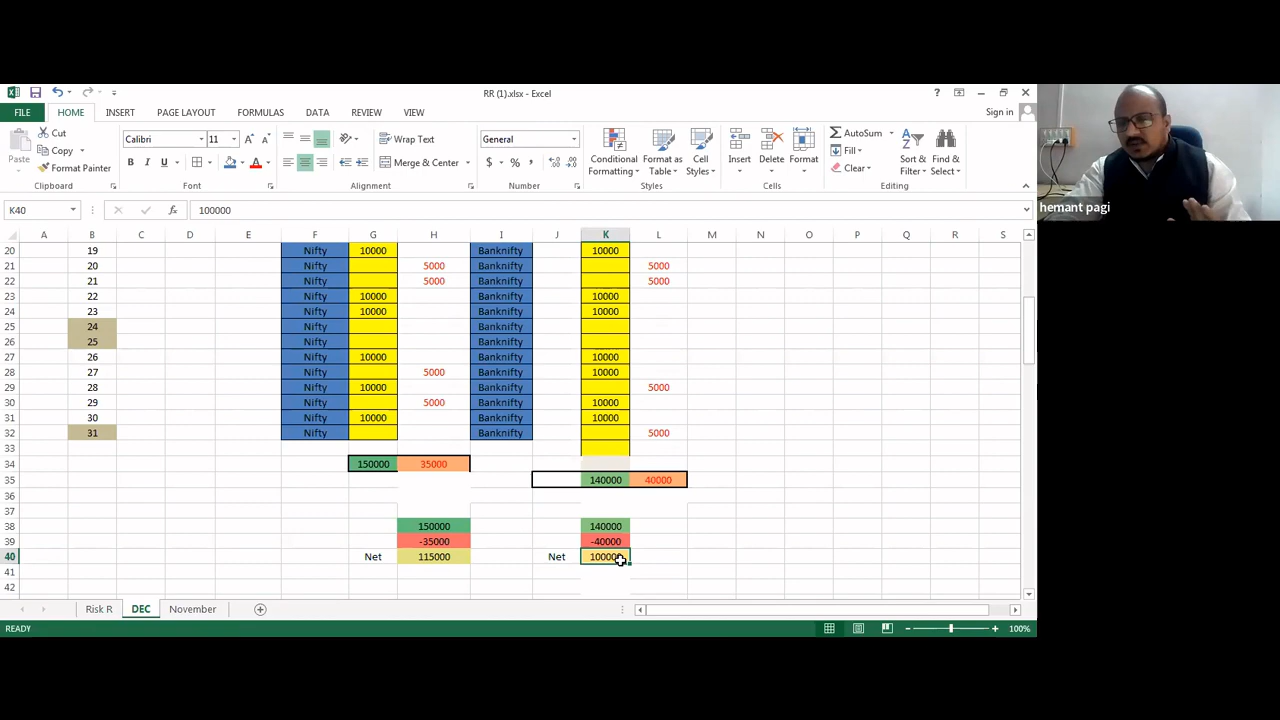 RR (1).xlsx - Excel
FILE HOME INSERT PAGE LAYOUT FORMULAS DATA REVIEW VIEW Sign in
Paste Cut Copy Format Painter Clipboard
Calibri 11 B I U Font
Wrap Text Merge & Center Alignment
General $ % , Number
Conditional Formatting Format as Table Cell Styles Styles
Insert Delete Format Cells
AutoSum Fill Clear Sort & Filter Find & Select Editing
hemant pagi
K40 fx 100000
A B C D E F G H I J K L M N O P Q R S
20 19 Nifty 10000 Banknifty 10000
21 20 Nifty 5000 Banknifty 5000
22 21 Nifty 5000 Banknifty 5000
23 22 Nifty 10000 Banknifty 10000
24 23 Nifty 10000 Banknifty 10000
25 24 Nifty Banknifty
26 25 Nifty Banknifty
27 26 Nifty 10000 Banknifty 10000
28 27 Nifty 5000 Banknifty 10000
29 28 Nifty 10000 Banknifty 5000
30 29 Nifty 5000 Banknifty 10000
31 30 Nifty 10000 Banknifty 10000
32 31 Nifty Banknifty 5000
33
34 150000 35000
35 140000 40000
36
37
38 150000 140000
39 -35000 -40000
40 Net 115000 Net 100000
41
42
Risk R DEC November
READY 100%